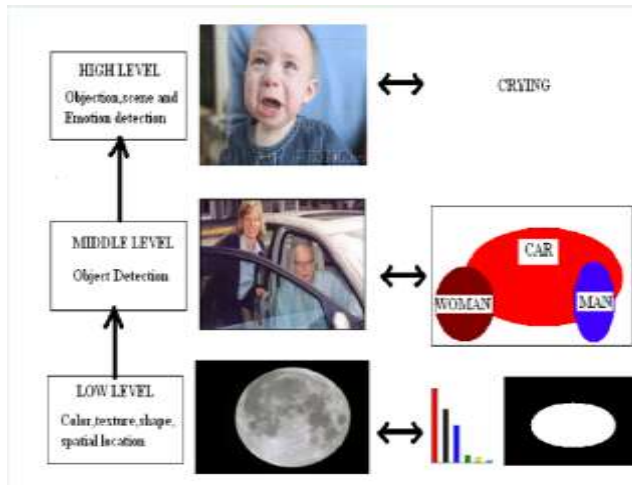 HIGH LEVEL
Objection,scene and
Emotion detection
CRYING
MIDDLE LEVEL
Object Detection
CAR
WOMAN
MAN
LOW LEVEL
Color,texture,shape,
spatial location